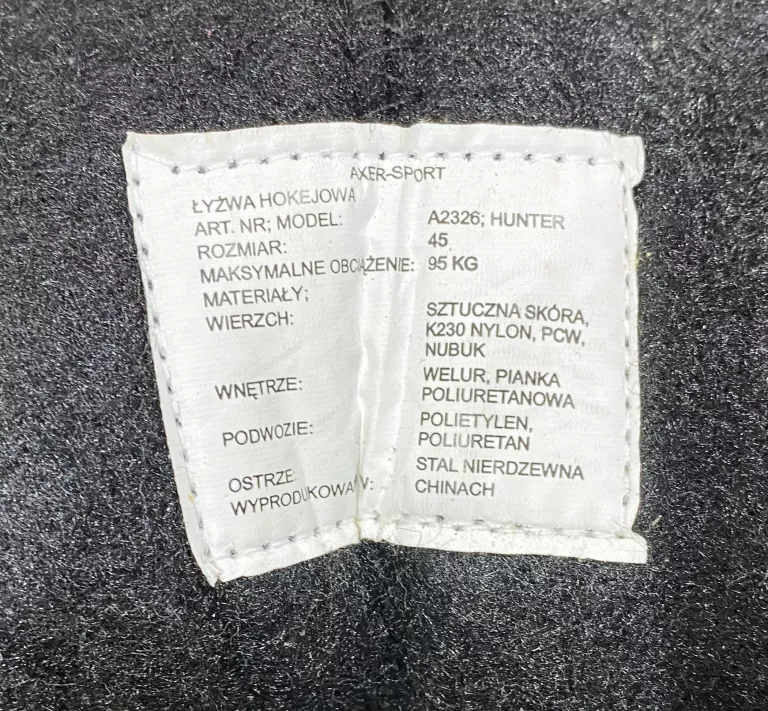 AXER-SPORT
ŁYŻWA HOKEJOWA
ART. NR; MODEL: A2326; HUNTER
ROZMIAR: 45
MAKSYMALNE OBCIĄŻENIE: 95 KG
MATERIAŁY;
WIERZCH: SZTUCZNA SKÓRA,
K230 NYLON, PCW,
NUBUK
WNĘTRZE: WELUR, PIANKA
POLIURETANOWA
PODWOZIE: POLIETYLEN,
POLIURETAN
OSTRZE: STAL NIERDZEWNA
WYPRODUKOWANO W: CHINACH